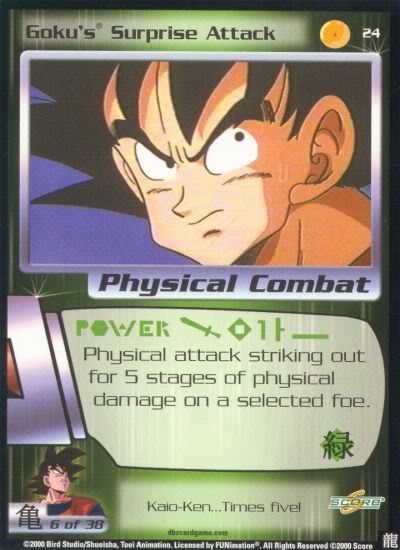 Goku's® Surprise Attack 24
Physical Combat
POWER
Physical attack striking out
for 5 stages of physical
damage on a selected foe.
緑
亀 6 of 38
Kaio-Ken...Times five!
SCORE
dbzcardgame.com
©2000 Bird Studio/Shueisha, Toei Animation. Licensed by FUNimation®. All Rights Reserved ©2000 Score
龍